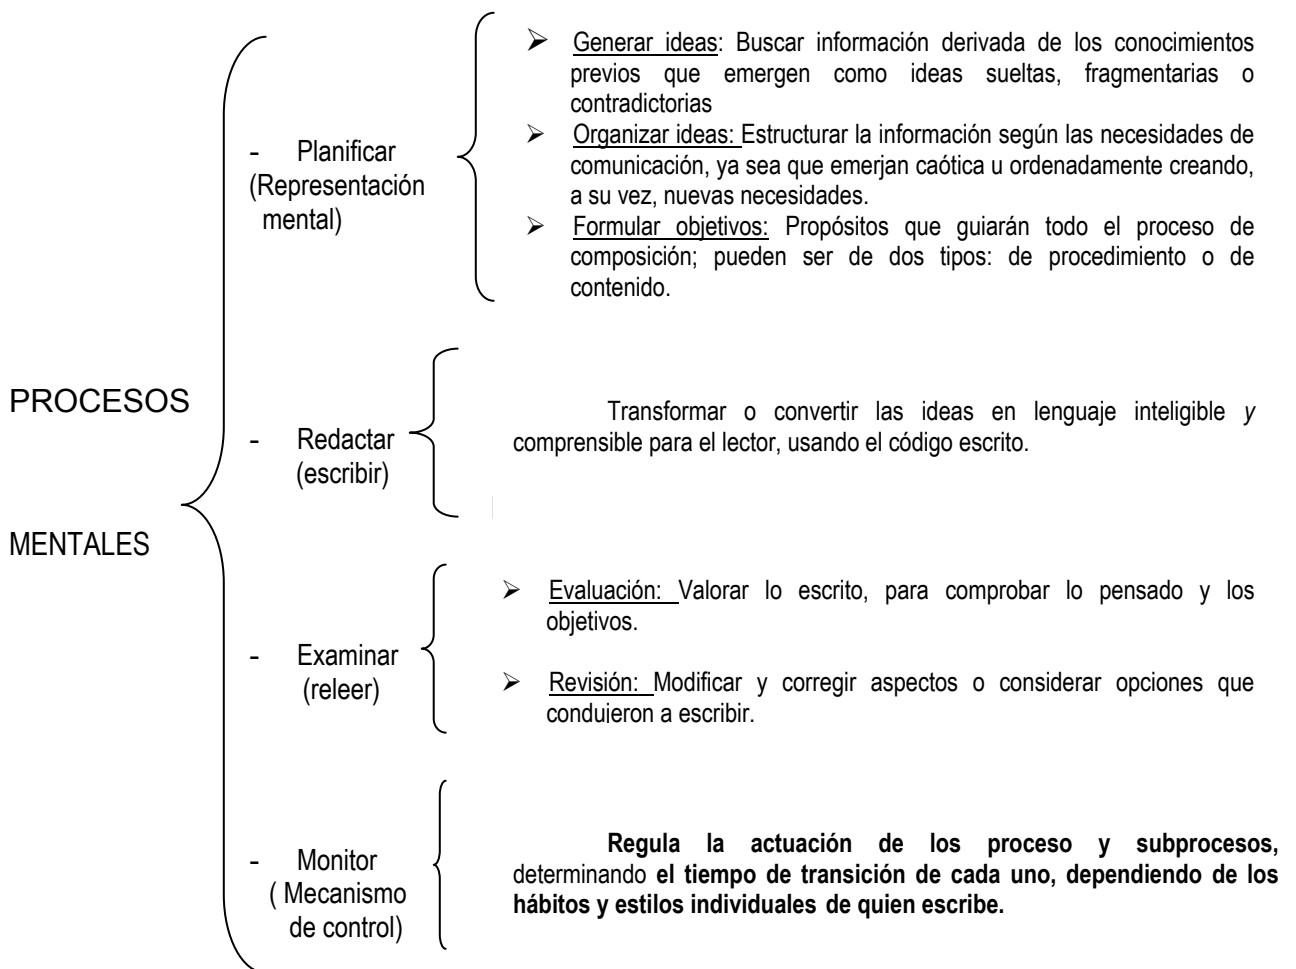 ➢ Generar ideas: Buscar información derivada de los conocimientos
previos que emergen como ideas sueltas, fragmentarias o
contradictorias
➢ Organizar ideas: Estructurar la información según las necesidades de
comunicación, ya sea que emerjan caótica u ordenadamente creando,
a su vez, nuevas necesidades.
➢ Formular objetivos: Propósitos que guiarán todo el proceso de
composición; pueden ser de dos tipos: de procedimiento o de
contenido.
- Planificar
(Representación
mental)
PROCESOS
MENTALES
- Redactar
(escribir)
Transformar o convertir las ideas en lenguaje inteligible y
comprensible para el lector, usando el código escrito.
- Examinar
(releer)
➢ Evaluación: Valorar lo escrito, para comprobar lo pensado y los
objetivos.
➢ Revisión: Modificar y corregir aspectos o considerar opciones que
conduieron a escribir.
- Monitor
( Mecanismo
de control)
Regula la actuación de los proceso y subprocesos,
determinando el tiempo de transición de cada uno, dependiendo de los
hábitos y estilos individuales de quien escribe.